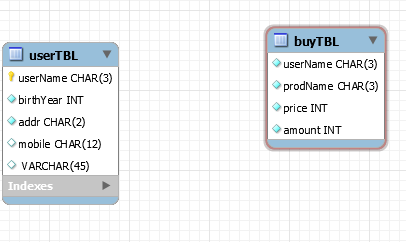 userTBL
userName CHAR(3)
birthYear INT
addr CHAR(2)
mobile CHAR(12)
VARCHAR(45)
Indexes
buyTBL
userName CHAR(3)
prodName CHAR(3)
price INT
amount INT